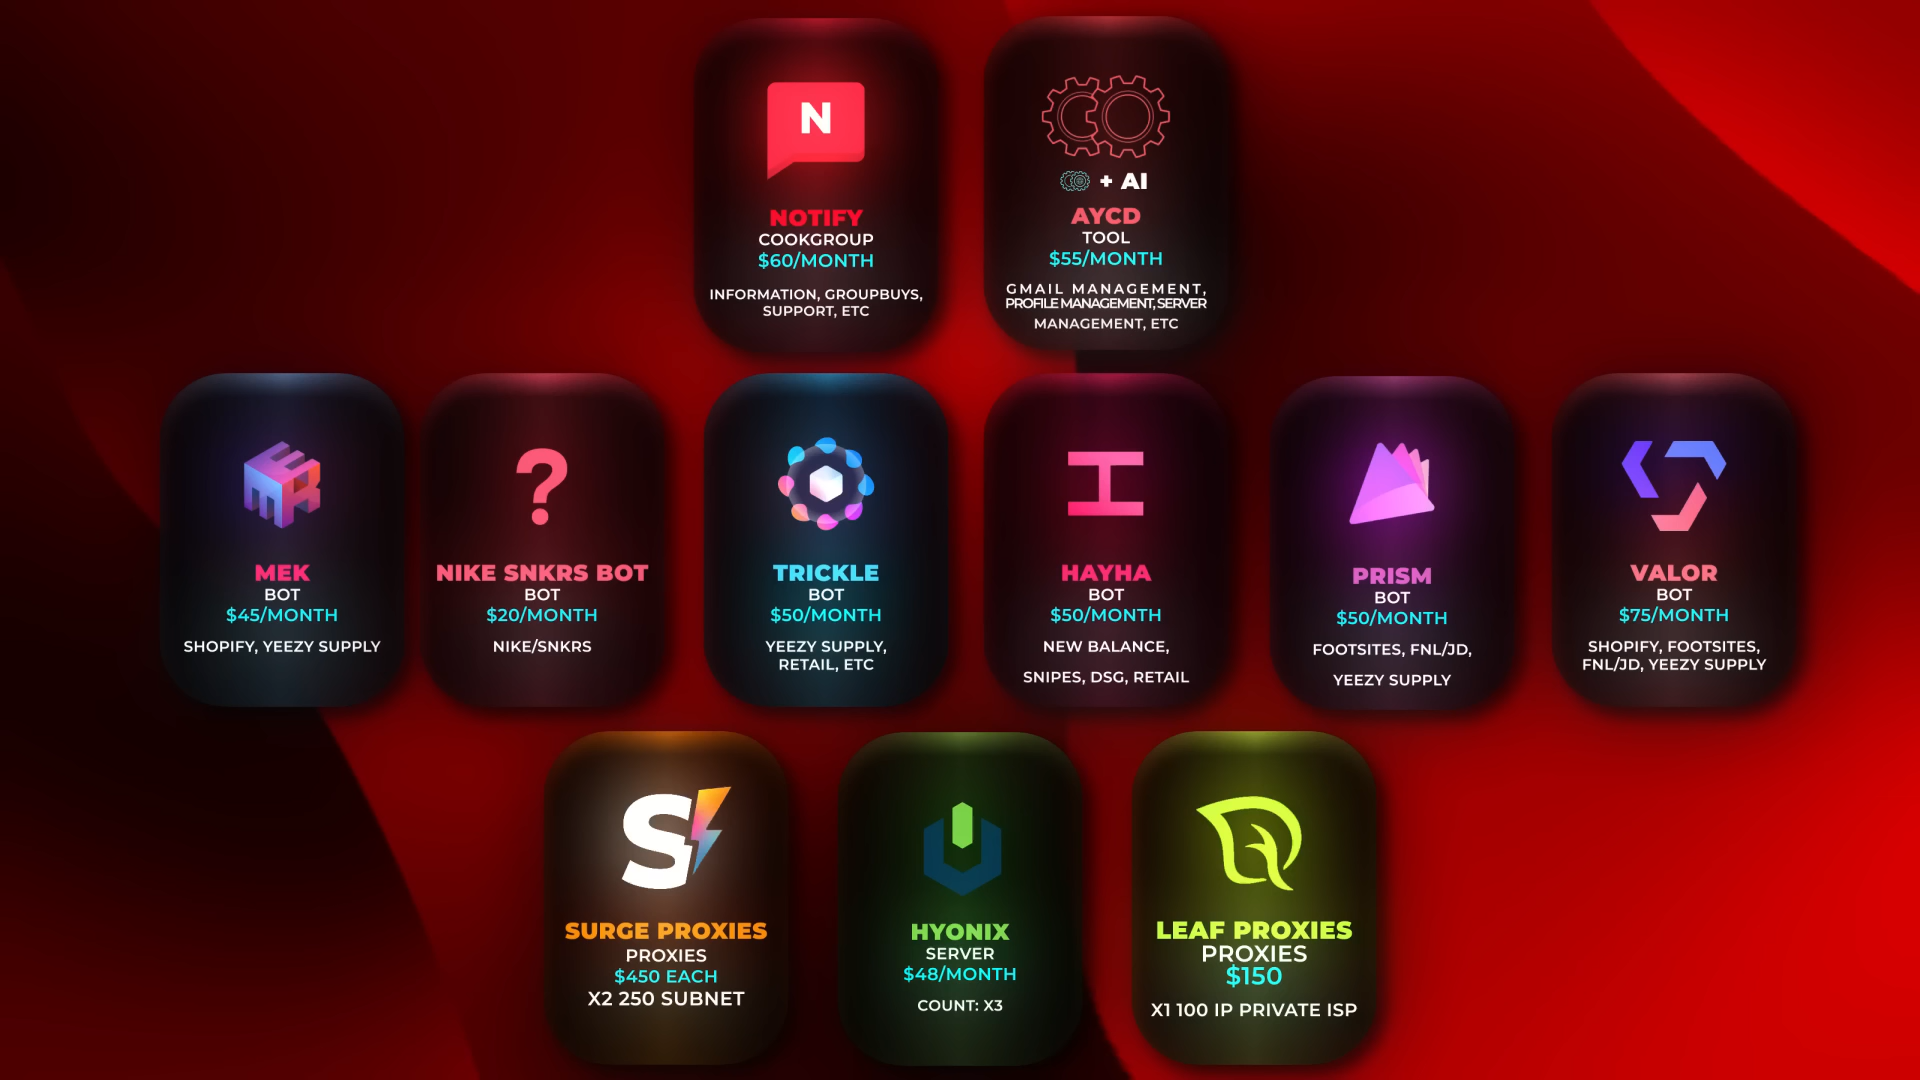 N
+ AI
NOTIFY
COOKGROUP
$60/MONTH
INFORMATION, GROUPBUYS,
SUPPORT, ETC
AYCD
TOOL
$55/MONTH
GMAIL MANAGEMENT,
PROFILE MANAGEMENT, SERVER
MANAGEMENT, ETC
MEK
MEK
BOT
$45/MONTH
SHOPIFY, YEEZY SUPPLY
?
NIKE SNKRS BOT
BOT
$20/MONTH
NIKE/SNKRS
TRICKLE
BOT
$50/MONTH
YEEZY SUPPLY,
RETAIL, ETC
H
HAYHA
BOT
$50/MONTH
NEW BALANCE,
SNIPES, DSG, RETAIL
PRISM
BOT
$50/MONTH
FOOTSITES, FNL/JD,
YEEZY SUPPLY
VALOR
BOT
$75/MONTH
SHOPIFY, FOOTSITES,
FNL/JD, YEEZY SUPPLY
S
SURGE PROXIES
PROXIES
$450 EACH
X2 250 SUBNET
HYONIX
SERVER
$48/MONTH
COUNT: X3
LEAF PROXIES
PROXIES
$150
X1 100 IP PRIVATE ISP